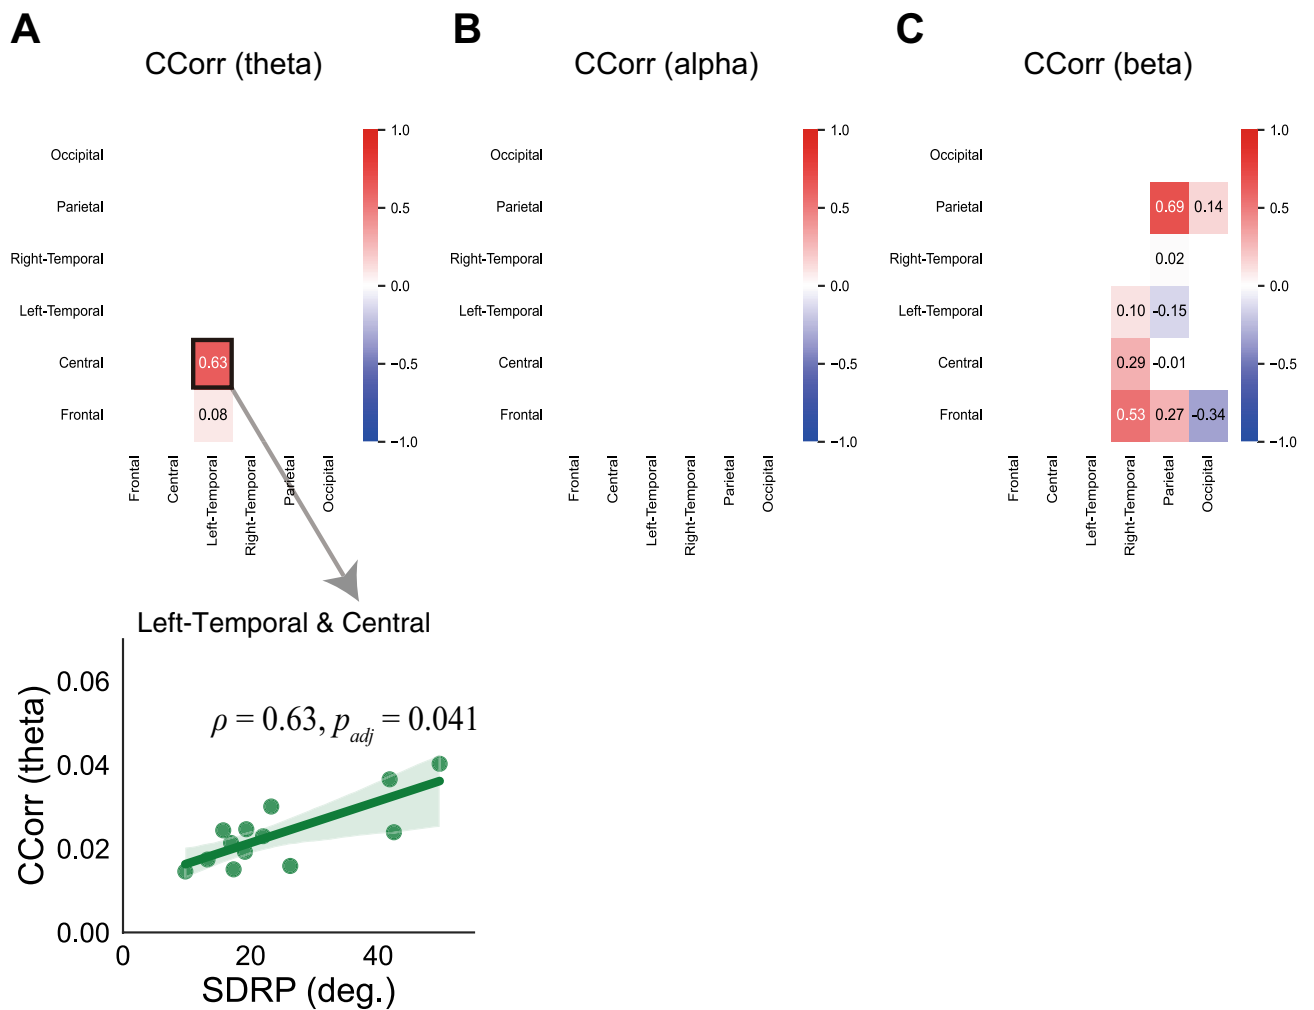 A
CCorr (theta)
Occipital
Parietal
Right-Temporal
Left-Temporal
Central
Frontal
0.63
0.08
1.0
0.5
0.0
−0.5
−1.0
Frontal
Central
Left-Temporal
Right-Temporal
Parietal
Occipital
Left-Temporal & Central
CCorr (theta)
0.06
0.04
0.02
0.00
ρ = 0.63, p_adj = 0.041
0
20
40
SDRP (deg.)
B
CCorr (alpha)
Occipital
Parietal
Right-Temporal
Left-Temporal
Central
Frontal
1.0
0.5
0.0
−0.5
−1.0
Frontal
Central
Left-Temporal
Right-Temporal
Parietal
Occipital
C
CCorr (beta)
Occipital
Parietal
Right-Temporal
Left-Temporal
Central
Frontal
0.69 0.14
0.02
0.10 -0.15
0.29 -0.01
0.53 0.27 -0.34
1.0
0.5
0.0
−0.5
−1.0
Frontal
Central
Left-Temporal
Right-Temporal
Parietal
Occipital